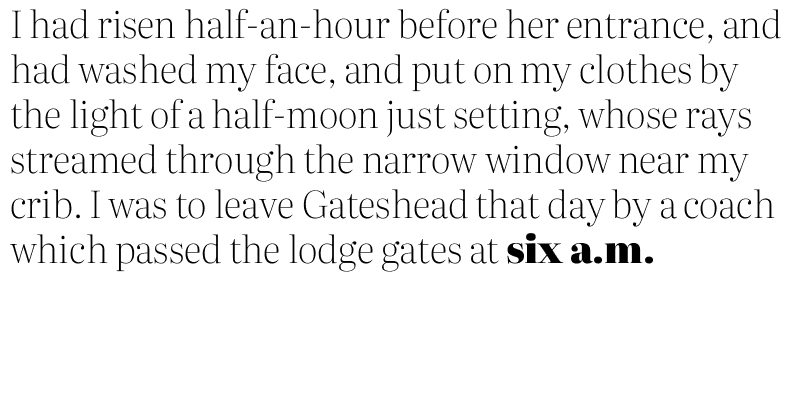 I had risen half-an-hour before her entrance, and
had washed my face, and put on my clothes by
the light of a half-moon just setting, whose rays
streamed through the narrow window near my
crib. I was to leave Gateshead that day by a coach
which passed the lodge gates at six a.m.